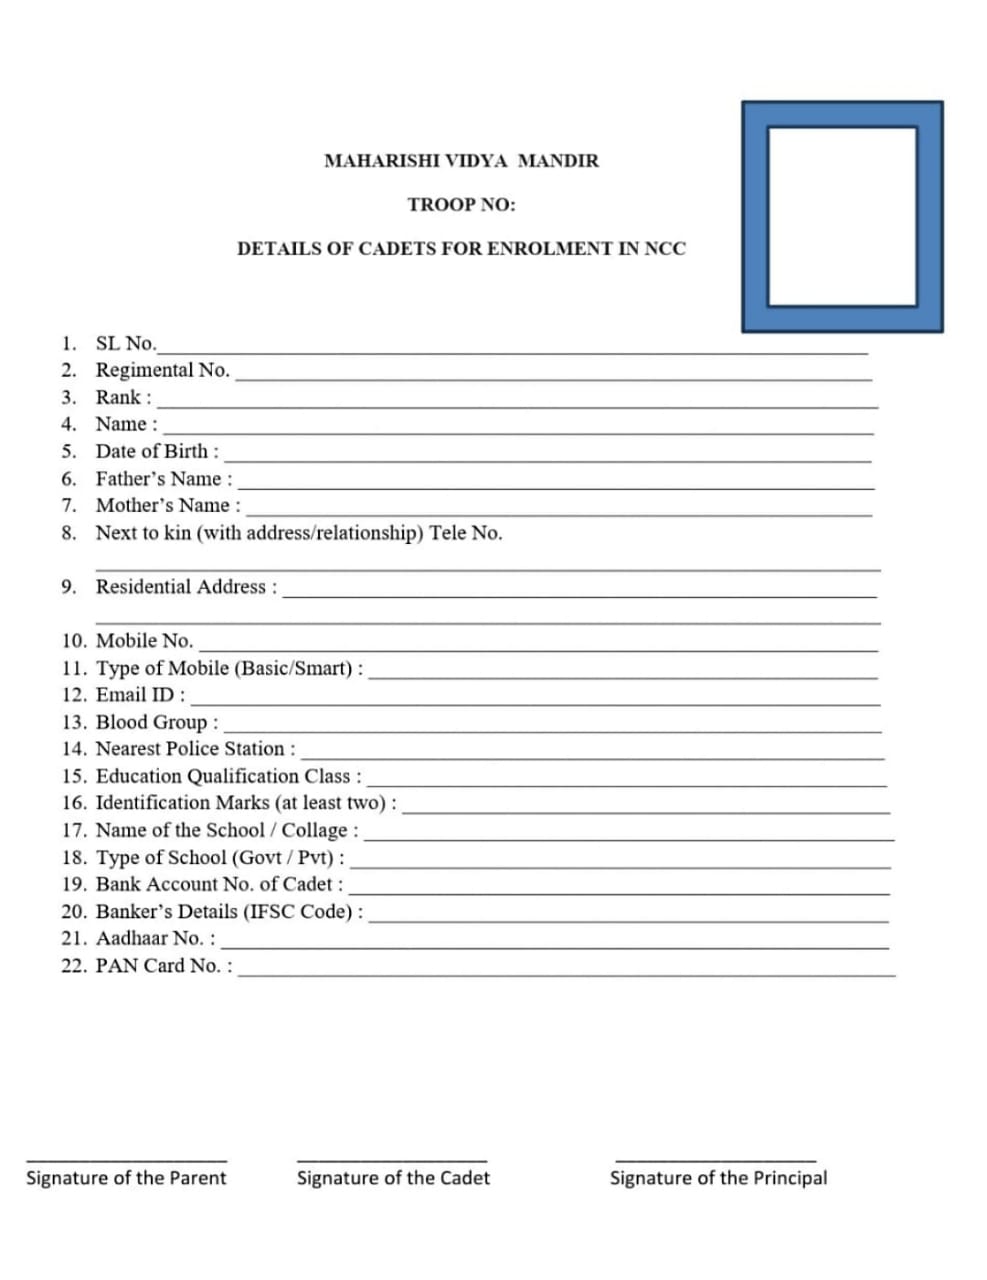 MAHARISHI VIDYA MANDIR
TROOP NO:
DETAILS OF CADETS FOR ENROLMENT IN NCC
1. SL No.
2. Regimental No.
3. Rank :
4. Name :
5. Date of Birth :
6. Father’s Name :
7. Mother’s Name :
8. Next to kin (with address/relationship) Tele No.
9. Residential Address :
10. Mobile No.
11. Type of Mobile (Basic/Smart) :
12. Email ID :
13. Blood Group :
14. Nearest Police Station :
15. Education Qualification Class :
16. Identification Marks (at least two) :
17. Name of the School / Collage :
18. Type of School (Govt / Pvt) :
19. Bank Account No. of Cadet :
20. Banker’s Details (IFSC Code) :
21. Aadhaar No. :
22. PAN Card No. :
Signature of the Parent Signature of the Cadet Signature of the Principal